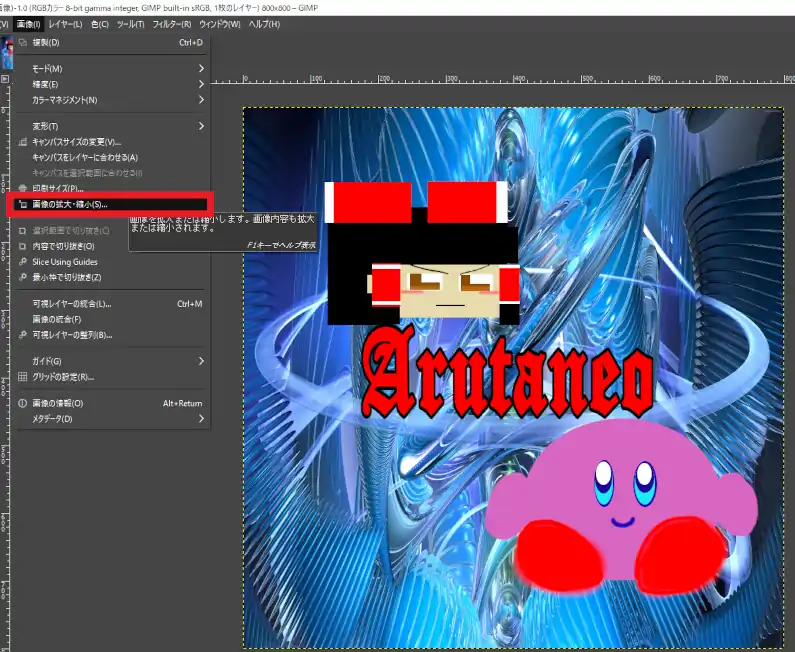 画像)-1.0 (RGBカラー 8-bit gamma integer, GIMP built-in sRGB, 1枚のレイヤー) 800x800 – GIMP
(V) 画像(I) レイヤー(L) 色(C) ツール(T) フィルター(R) ウィンドウ(W) ヘルプ(H)
複製(D) Ctrl+D
モード(M)
精度(E)
カラーマネジメント(N)
変形(T)
キャンバスサイズの変更(V)...
キャンバスをレイヤーに合わせる(A)
キャンバスを選択範囲に合わせる(I)
印刷サイズ(P)...
画像の拡大・縮小(S)...
画像を拡大または縮小します。画像内容も拡大
または縮小されます。
F1キーでヘルプ表示
選択範囲で切り抜き(C)
内容で切り抜き(O)
Slice Using Guides
最小枠で切り抜き(Z)
可視レイヤーの統合(L)... Ctrl+M
画像の統合(F)
可視レイヤーの整列(B)...
ガイド(G)
グリッドの設定(R)...
画像の情報(O) Alt+Return
メタデータ(D)
0 100 200 300 400 500 600 700 800
Arutaneo